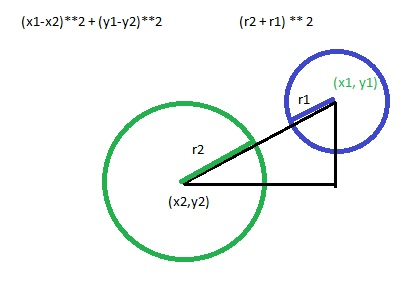 (x1-x2)**2 + (y1-y2)**2
(r2 + r1) ** 2
(x1, y1)
r1
r2
(x2,y2)